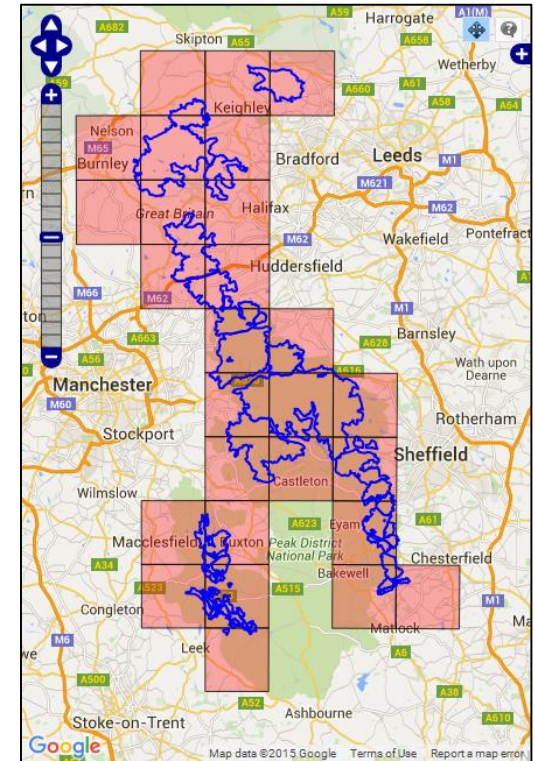 A59
A1(M)
A682
Harrogate
Skipton
A65
A658
?
Wetherby
+
A660
A61
A58
A64
+
Keighley
Nelson
M65
Burnley
Bradford
Leeds
M1
M621
Great Britain
Halifax
M62
M62
Wakefield
Pontefract
Huddersfield
M66
M62
M1
A663
A628
Barnsley
A56
A616
Wath upon
Dearne
Manchester
M60
Rotherham
Stockport
Sheffield
Castleton
Wilmslow
A623
Eyam
A61
Macclesfield
Buxton
Peak District
National Park
A34
Bakewell
Chesterfield
A523
A515
Congleton
M1
M6
Matlock
Leek
A6
A500
A52
A38
Ashbourne
A610
Stoke-on-Trent
Google
Map data ©2015 Google
Terms of Use
Report a map error